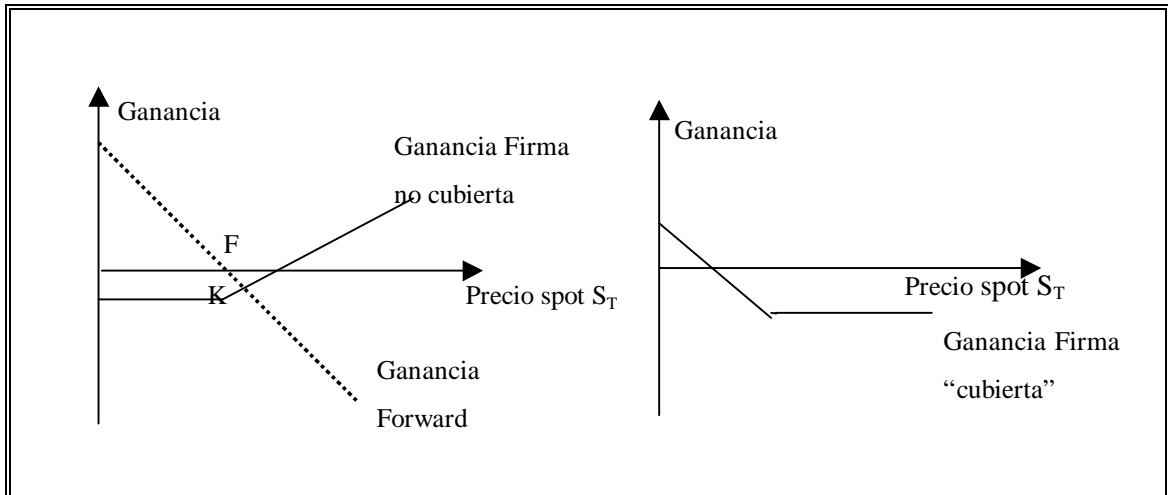 Ganancia
Ganancia Firma
no cubierta
F
K
Precio spot S_T
Ganancia
Forward
Ganancia
Precio spot S_T
Ganancia Firma
“cubierta”